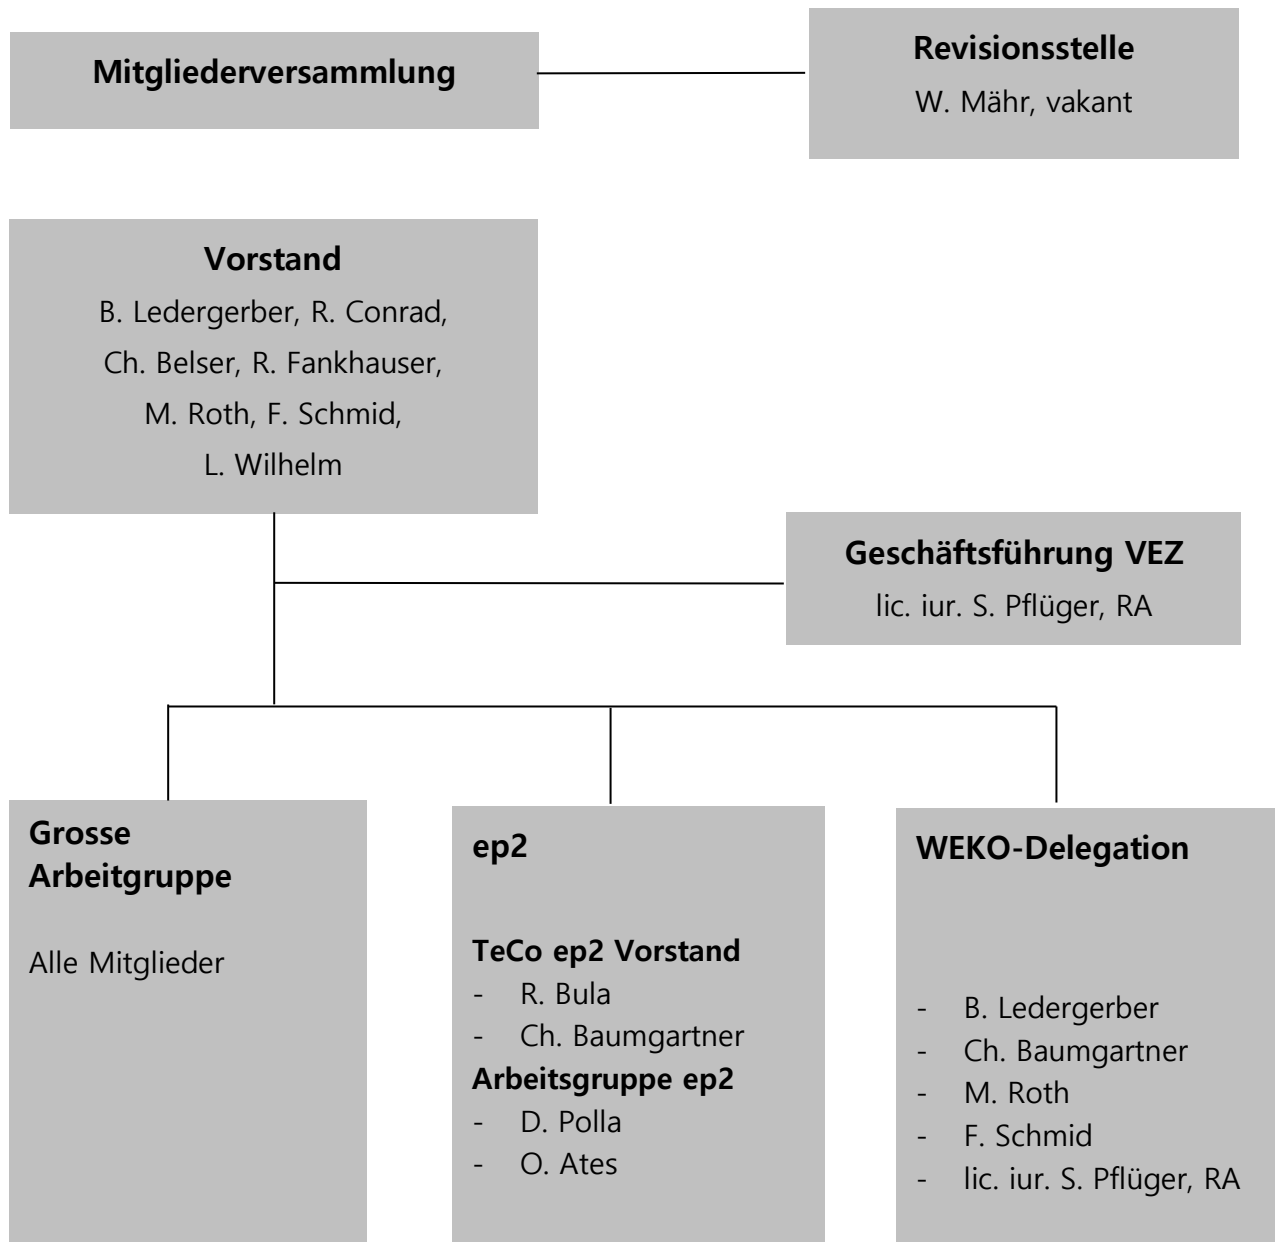 Mitgliederversammlung
Revisionsstelle
W. Mähr, vakant
Vorstand
B. Ledergerber, R. Conrad,
Ch. Belser, R. Fankhauser,
M. Roth, F. Schmid,
L. Wilhelm
Geschäftsführung VEZ
lic. iur. S. Pflüger, RA
Grosse
Arbeitgruppe
Alle Mitglieder
ep2
TeCo ep2 Vorstand
- R. Bula
- Ch. Baumgartner
Arbeitsgruppe ep2
- D. Polla
- O. Ates
WEKO-Delegation
- B. Ledergerber
- Ch. Baumgartner
- M. Roth
- F. Schmid
- lic. iur. S. Pflüger, RA